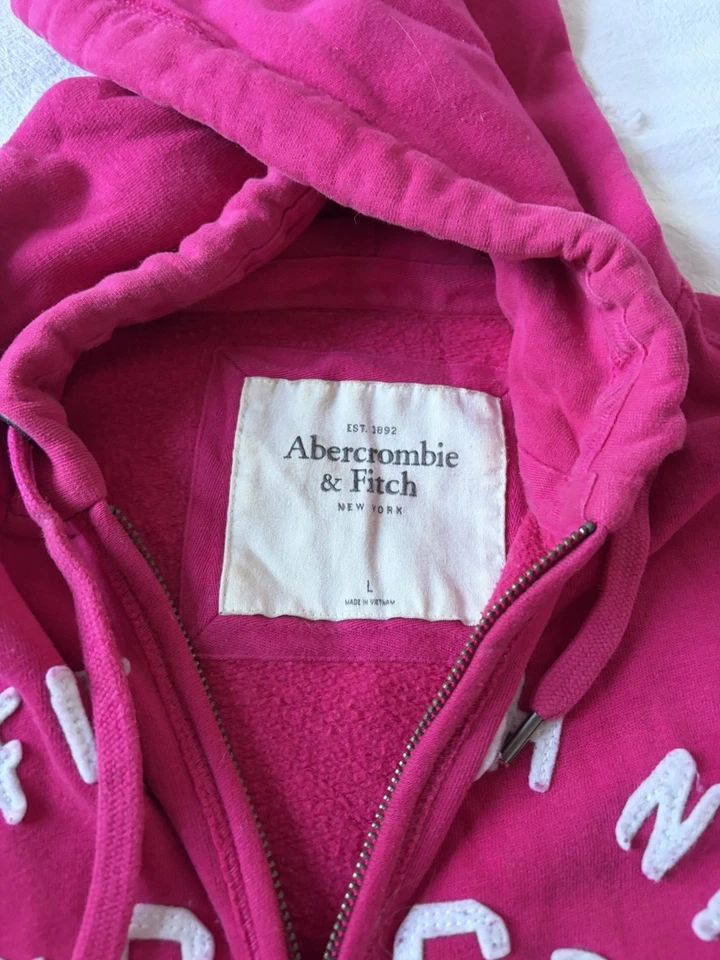 EST. 1892
Abercrombie
& Fitch
NEW YORK
L
MADE IN VIETNAM